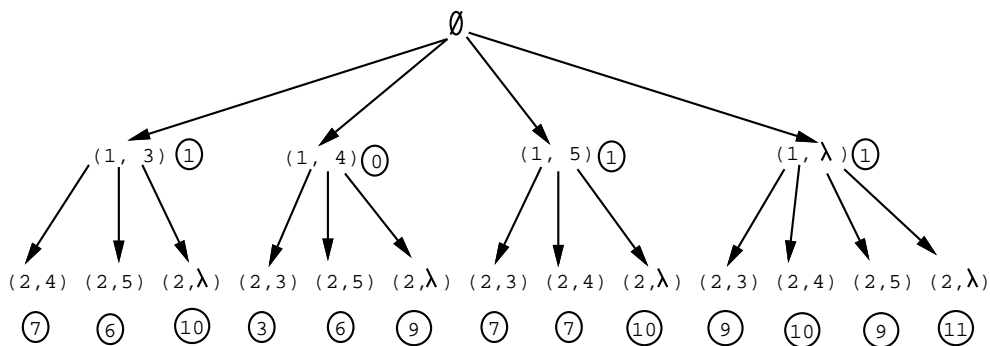 Ø
(1, 3) 1 (1, 4) 0 (1, 5) 1 (1, λ) 1
(2,4) (2,5) (2,λ) (2,3) (2,5) (2,λ) (2,3) (2,4) (2,λ) (2,3) (2,4) (2,5) (2,λ)
7 6 10 3 6 9 7 7 10 9 10 9 11